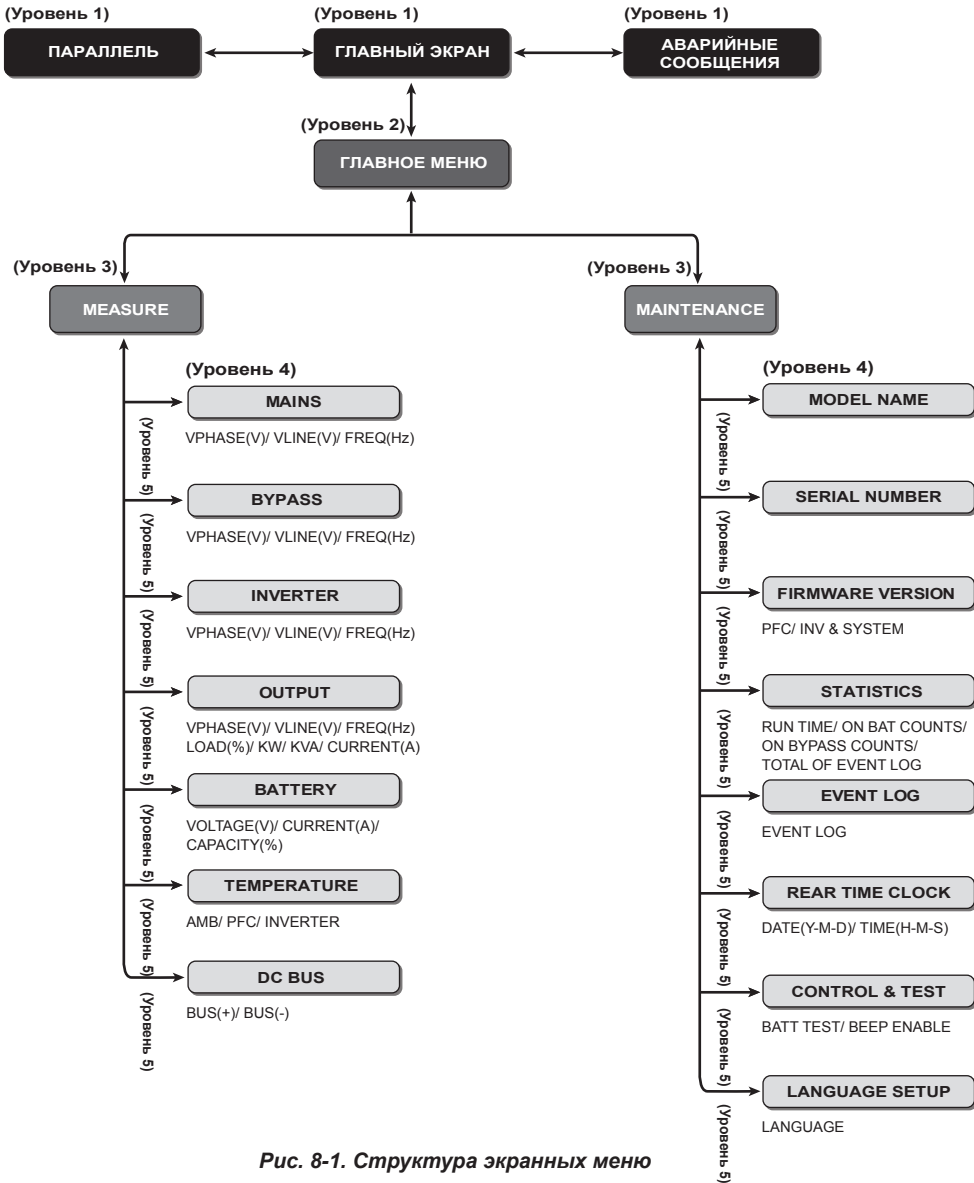 (Уровень 1)
(Уровень 1)
(Уровень 1)
ПАРАЛЛЕЛЬ
ГЛАВНЫЙ ЭКРАН
АВАРИЙНЫЕ
СООБЩЕНИЯ
(Уровень 2)
ГЛАВНОЕ МЕНЮ
(Уровень 3)
MEASURE
(Уровень 4)
MAINS
(Уровень 5)
VPHASE(V)/ VLINE(V)/ FREQ(Hz)
BYPASS
(Уровень 5)
VPHASE(V)/ VLINE(V)/ FREQ(Hz)
INVERTER
(Уровень 5)
VPHASE(V)/ VLINE(V)/ FREQ(Hz)
OUTPUT
(Уровень 5)
VPHASE(V)/ VLINE(V)/ FREQ(Hz)
LOAD(%)/ KW/ KVA/ CURRENT(A)
BATTERY
(Уровень 5)
VOLTAGE(V)/ CURRENT(A)/
CAPACITY(%)
TEMPERATURE
(Уровень 5)
AMB/ PFC/ INVERTER
DC BUS
(Уровень 5)
BUS(+)/ BUS(-)
(Уровень 3)
MAINTENANCE
(Уровень 4)
MODEL NAME
(Уровень 5)
SERIAL NUMBER
(Уровень 5)
FIRMWARE VERSION
(Уровень 5)
PFC/ INV & SYSTEM
STATISTICS
(Уровень 5)
RUN TIME/ ON BAT COUNTS/
ON BYPASS COUNTS/
TOTAL OF EVENT LOG
EVENT LOG
(Уровень 5)
EVENT LOG
REAR TIME CLOCK
(Уровень 5)
DATE(Y-M-D)/ TIME(H-M-S)
CONTROL & TEST
(Уровень 5)
BATT TEST/ BEEP ENABLE
LANGUAGE SETUP
(Уровень 5)
LANGUAGE
Рис. 8-1. Структура экранных меню